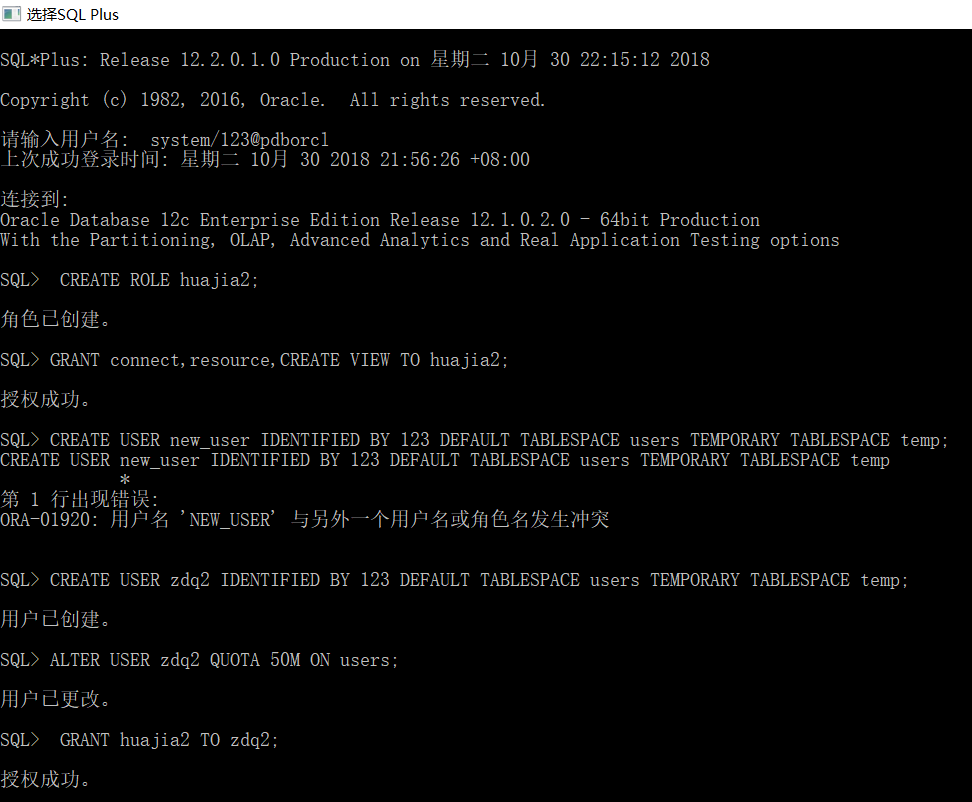 选择SQL Plus
SQL*Plus: Release 12.2.0.1.0 Production on 星期二 10月 30 22:15:12 2018
Copyright (c) 1982, 2016, Oracle.  All rights reserved.
请输入用户名:  system/123@pdborcl
上次成功登录时间: 星期二 10月 30 2018 21:56:26 +08:00
连接到:
Oracle Database 12c Enterprise Edition Release 12.1.0.2.0 - 64bit Production
With the Partitioning, OLAP, Advanced Analytics and Real Application Testing options
SQL>  CREATE ROLE huajia2;
角色已创建。
SQL> GRANT connect,resource,CREATE VIEW TO huajia2;
授权成功。
SQL> CREATE USER new_user IDENTIFIED BY 123 DEFAULT TABLESPACE users TEMPORARY TABLESPACE temp;
CREATE USER new_user IDENTIFIED BY 123 DEFAULT TABLESPACE users TEMPORARY TABLESPACE temp
*
第 1 行出现错误:
ORA-01920: 用户名 'NEW_USER' 与另外一个用户名或角色名发生冲突
SQL> CREATE USER zdq2 IDENTIFIED BY 123 DEFAULT TABLESPACE users TEMPORARY TABLESPACE temp;
用户已创建。
SQL> ALTER USER zdq2 QUOTA 50M ON users;
用户已更改。
SQL>  GRANT huajia2 TO zdq2;
授权成功。